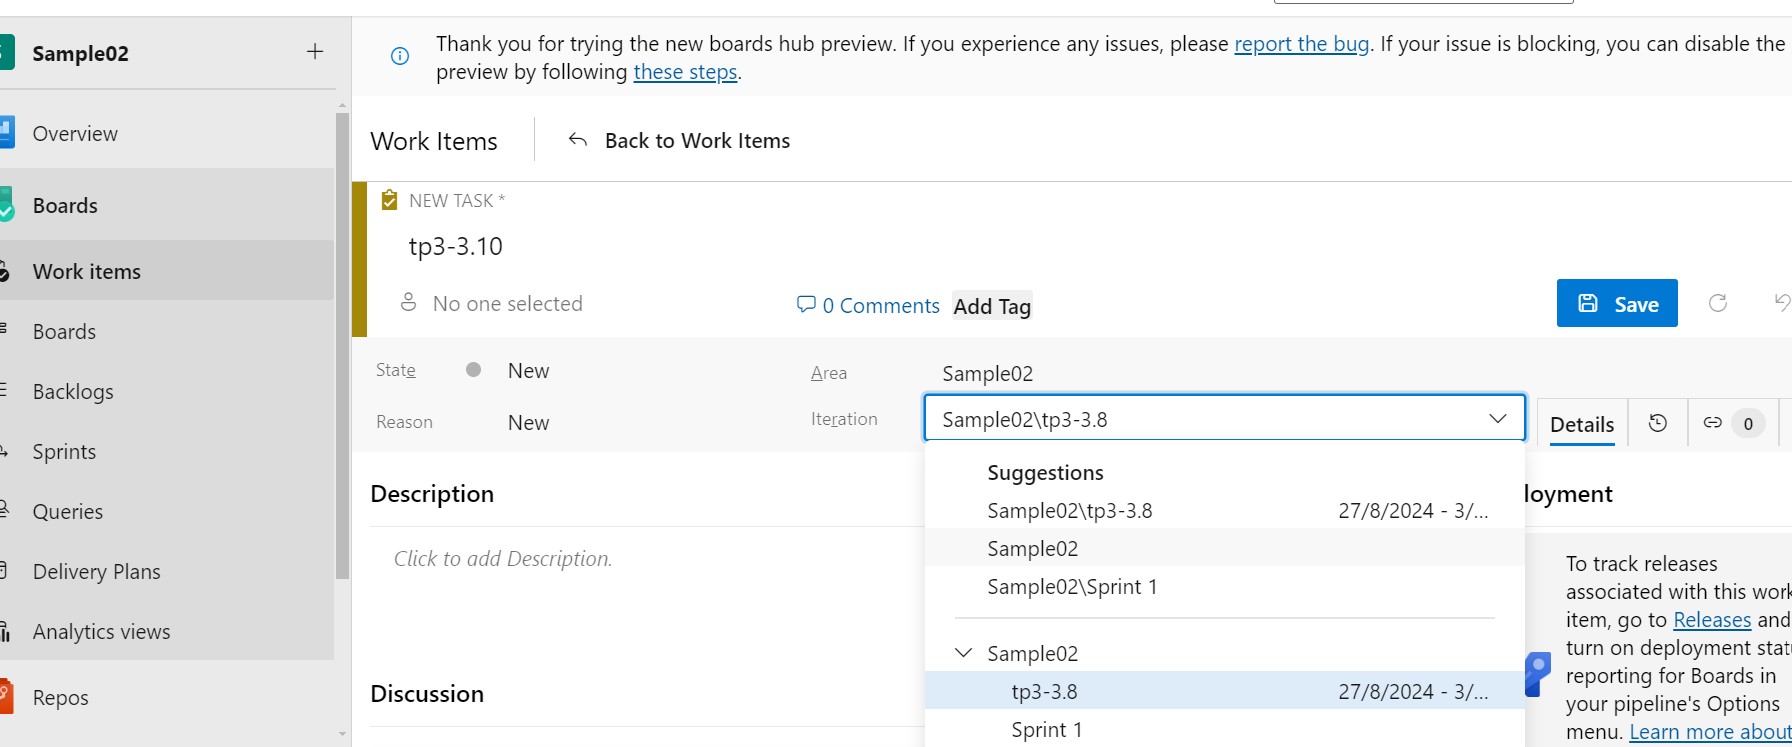 Sample02
Thank you for trying the new boards hub preview. If you experience any issues, please report the bug. If your issue is blocking, you can disable the
preview by following these steps.
Overview
Boards
Work items
Boards
Backlogs
Sprints
Queries
Delivery Plans
Analytics views
Repos
Work Items
Back to Work Items
NEW TASK *
tp3-3.10
No one selected
0 Comments
Add Tag
Save
State
New
Area
Sample02
Reason
New
Iteration
Sample02\tp3-3.8
Details
0
Suggestions
Sample02\tp3-3.8 27/8/2024 - 3/...
Sample02
Sample02\Sprint 1
Sample02
tp3-3.8 27/8/2024 - 3/...
Sprint 1
Description
Click to add Description.
Discussion
loyment
To track releases
associated with this work
item, go to Releases and
turn on deployment stat
reporting for Boards in
your pipeline's Options
menu. Learn more about